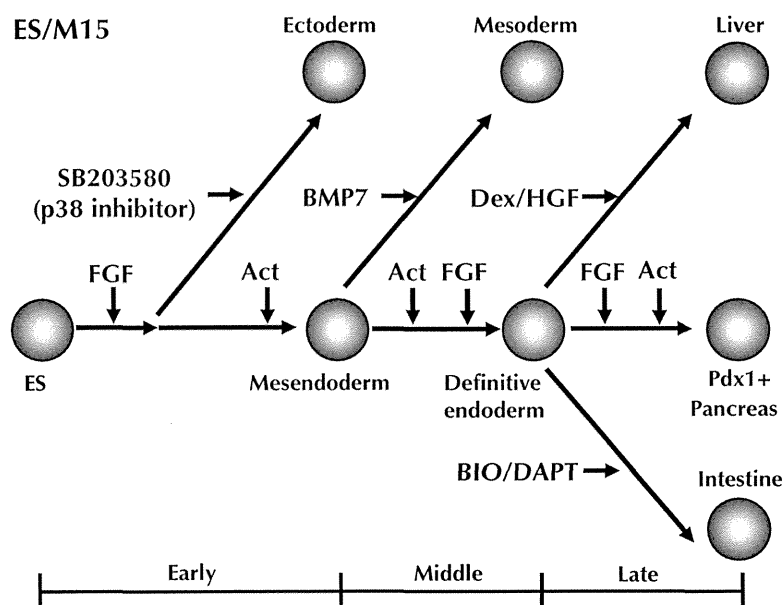 ES/M15
Ectoderm
Mesoderm
Liver
SB203580
(p38 inhibitor)
BMP7
Dex/HGF
FGF
Act
Act
FGF
FGF
Act
ES
Mesendoderm
Definitive
endoderm
Pdx1+
Pancreas
BIO/DAPT
Intestine
Early
Middle
Late